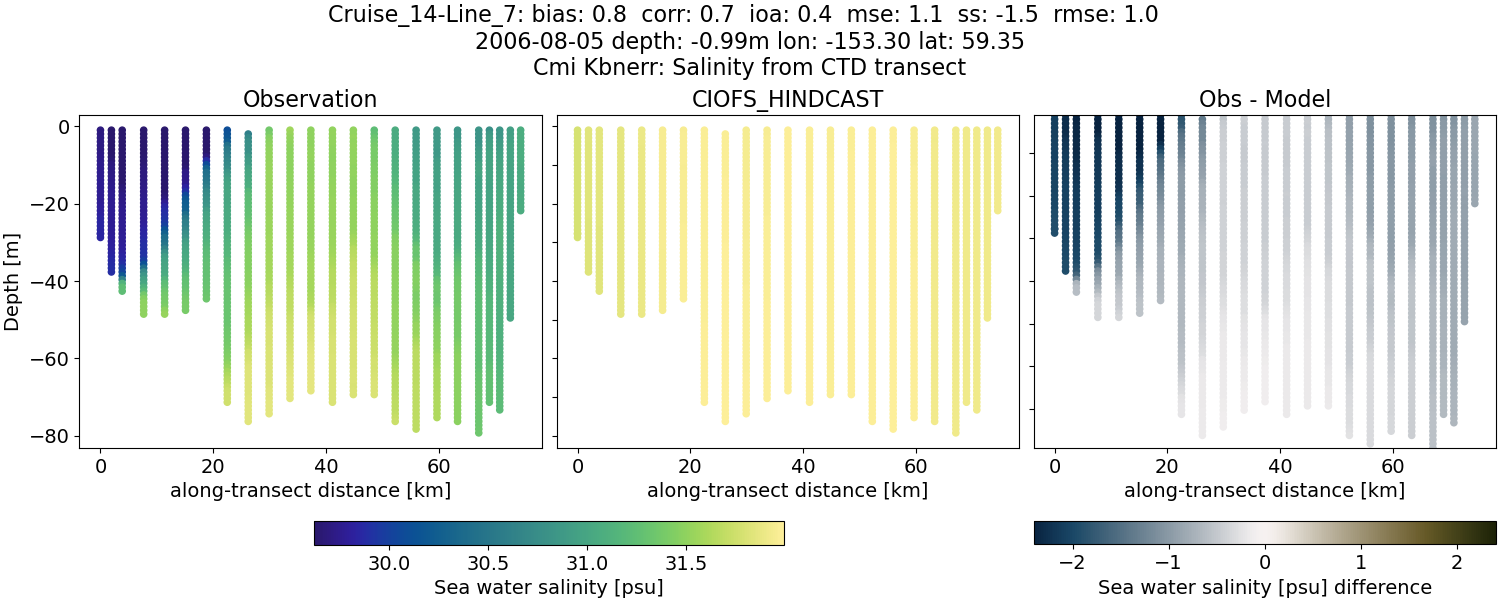 Cruise_14-Line_7: bias: 0.8  corr: 0.7  ioa: 0.4  mse: 1.1  ss: -1.5  rmse: 1.0
2006-08-05 depth: -0.99m lon: -153.30 lat: 59.35
Cmi Kbnerr: Salinity from CTD transect
Observation
CIOFS_HINDCAST
Obs - Model
Depth [m]
0
−20
−40
−60
−80
0 20 40 60
0 20 40 60
0 20 40 60
along-transect distance [km]
along-transect distance [km]
along-transect distance [km]
30.0 30.5 31.0 31.5
Sea water salinity [psu]
−2 −1 0 1 2
Sea water salinity [psu] difference